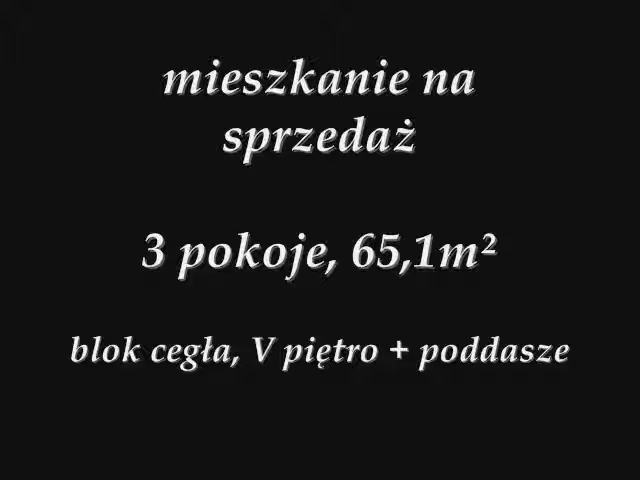 mieszkanie na
sprzedaż
3 pokoje, 65,1m²
blok cegła, V piętro + poddasze